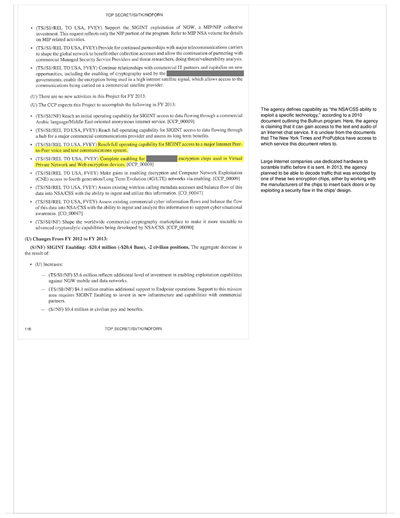 TOP SECRET//SI/TK//NOFORN
• (TS//SI//REL TO USA, FVEY) Support the SIGINT exploitation of NGW, a MIP/NIP collective
investment. This request reflects only the NIP portion of the program. Refer to MIP NSA volume for details
on MIP related activities.
• (TS//SI//REL TO USA, FVEY) Provide for continued partnerships with major telecommunications carriers
to shape the global network to benefit other collection accesses and allow the continuation of partnering with
commercial Managed Security Service Providers and threat researchers, doing threat/vulnerability analysis.
• (TS//SI//REL TO USA, FVEY) Continue relationships with commercial IT partners and capitalize on new
opportunities, including the enabling of cryptography used by the
governments; enable the encryption being used in a high interest satellite signal, which allows access to the
communications being carried on a commercial satellite provider.
(U) There are no new activities in this Project for FY 2013.
(U) The CCP expects this Project to accomplish the following in FY 2013:
• (TS//SI//NF) Reach an initial operating capability for SIGINT access to data flowing through a commercial
Arabic language/Middle East-oriented anonymous internet service. [CCP_00009]
• (TS//SI//REL TO USA, FVEY) Reach full operating capability for SIGINT access to data flowing through
a hub for a major commercial communications provider and assess its long term benefits.
• (TS//SI//REL TO USA, FVEY) Reach full operating capability for SIGINT access to a major Internet Peer-
to-Peer voice and text communications system.
• (TS//SI//REL TO USA, FVEY) Complete enabling for encryption chips used in Virtual
Private Network and Web encryption devices. [CCP_00009]
• (TS//SI//REL TO USA, FVEY) Make gains in enabling decryption and Computer Network Exploitation
(CNE) access to fourth generation/Long Term Evolution (4G/LTE) networks via enabling. [CCP_00009]
• (TS//SI//REL TO USA, FVEY) Assess existing wireless calling metadata accesses and balance flow of this
data into NSA/CSS with the ability to ingest and utilize this information. [CO_00047]
• (TS//SI//REL TO USA, FVEY) Assess existing commercial cyber information flows and balance the flow
of this data into NSA/CSS with the ability to ingest and analyze this information to support cyber situational
awareness. [CO_00047]
• (TS//SI//NF) Shape the worldwide commercial cryptography marketplace to make it more tractable to
advanced cryptanalytic capabilities being developed by NSA/CSS. [CCP_00090]
(U) Changes From FY 2012 to FY 2013:
(S//NF) SIGINT Enabling: -$20.4 million (-$20.4 Base), -2 civilian positions. The aggregate decrease is
the result of:
• (U) Increases:
— (TS//SI//NF) $5.6 million reflects additional level of investment in enabling exploitation capabilities
against NGW mobile and data networks.
— (TS//SI//NF) $4.1 million enables additional support to Endpoint operations. Support to this mission
area requires SIGINT Enabling to invest in new infrastructure and capabilities with commercial
partners.
— (S//NF) $0.4 million in civilian pay and benefits.
116 TOP SECRET//SI/TK//NOFORN
The agency defines capability as "the NSA/CSS ability to
exploit a specific technology," according to a 2010
document outlining the Bullrun program. Here, the agency
is claiming that it can gain access to the text and audio of
an Internet chat service. It is unclear from the documents
that The New York Times and ProPublica have access to
which service this document refers to.
Large Internet companies use dedicated hardware to
scramble traffic before it is sent. In 2013, the agency
planned to be able to decode traffic that was encoded by
one of these two encryption chips, either by working with
the manufacturers of the chips to insert back doors or by
exploiting a security flaw in the chips' design.